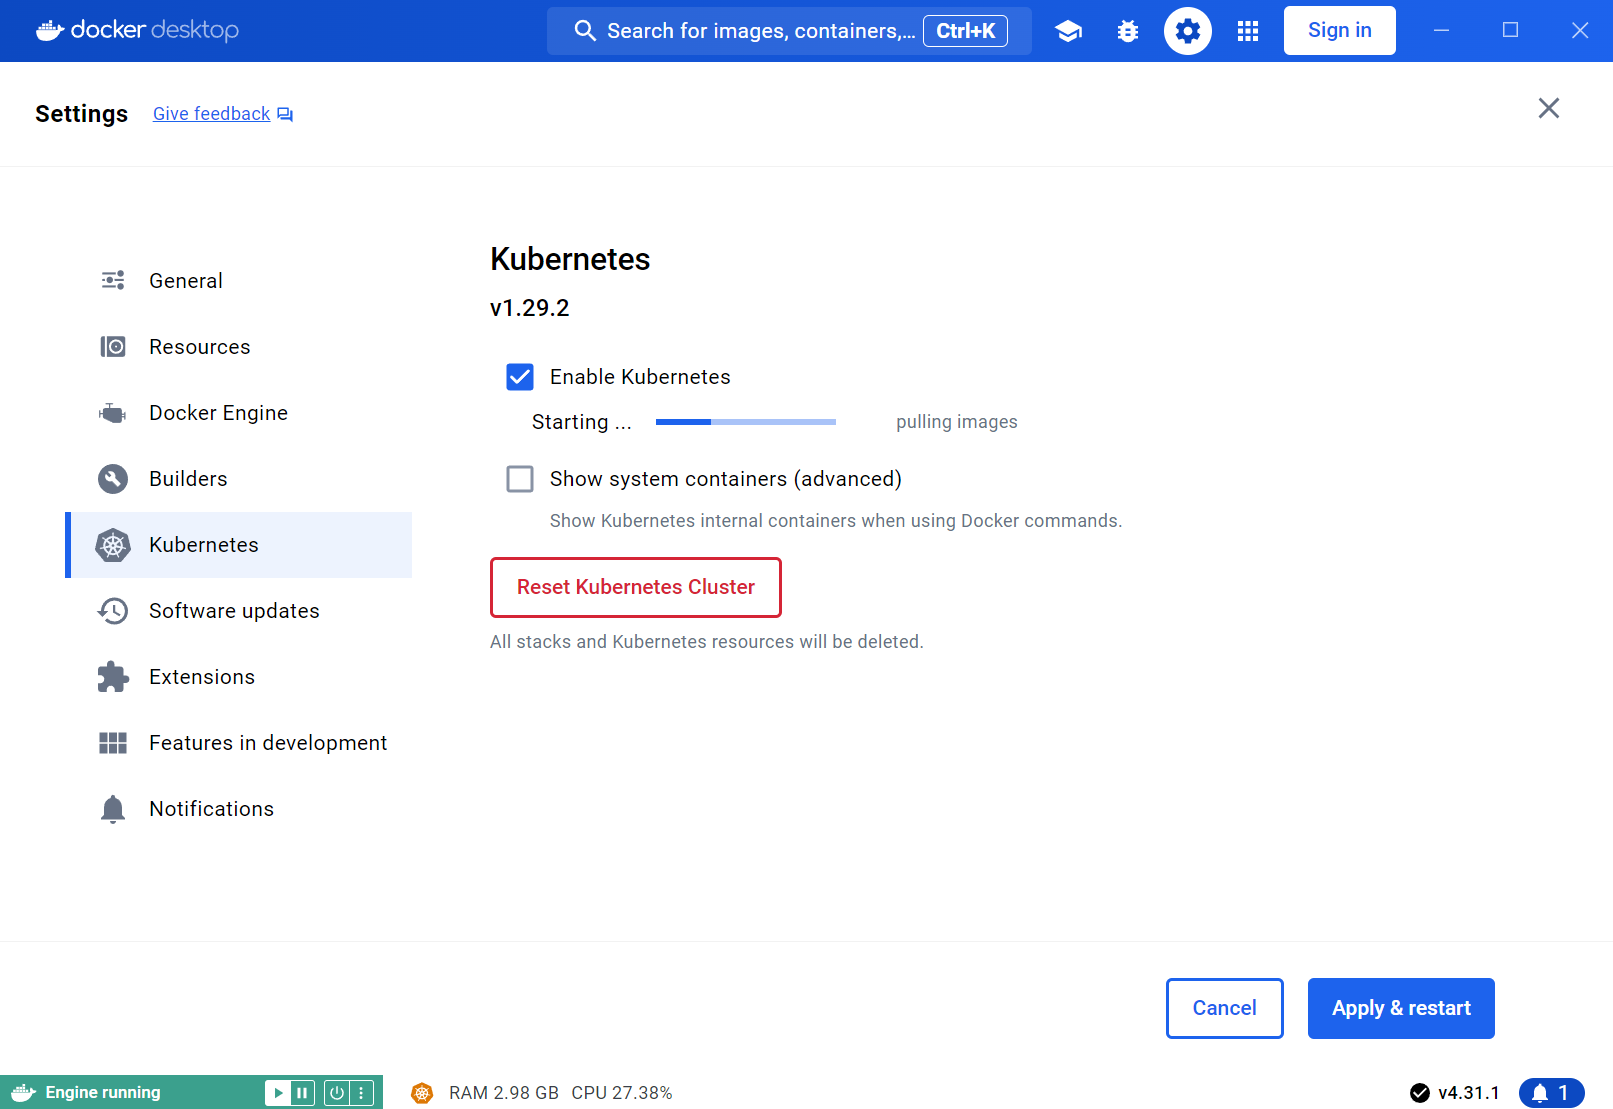 docker desktop
Search for images, containers,... Ctrl+K
Sign in
Settings Give feedback
General
Resources
Docker Engine
Builders
Kubernetes
Software updates
Extensions
Features in development
Notifications
Kubernetes
v1.29.2
Enable Kubernetes
Starting ... pulling images
Show system containers (advanced)
Show Kubernetes internal containers when using Docker commands.
Reset Kubernetes Cluster
All stacks and Kubernetes resources will be deleted.
Cancel Apply & restart
Engine running RAM 2.98 GB CPU 27.38% v4.31.1 1